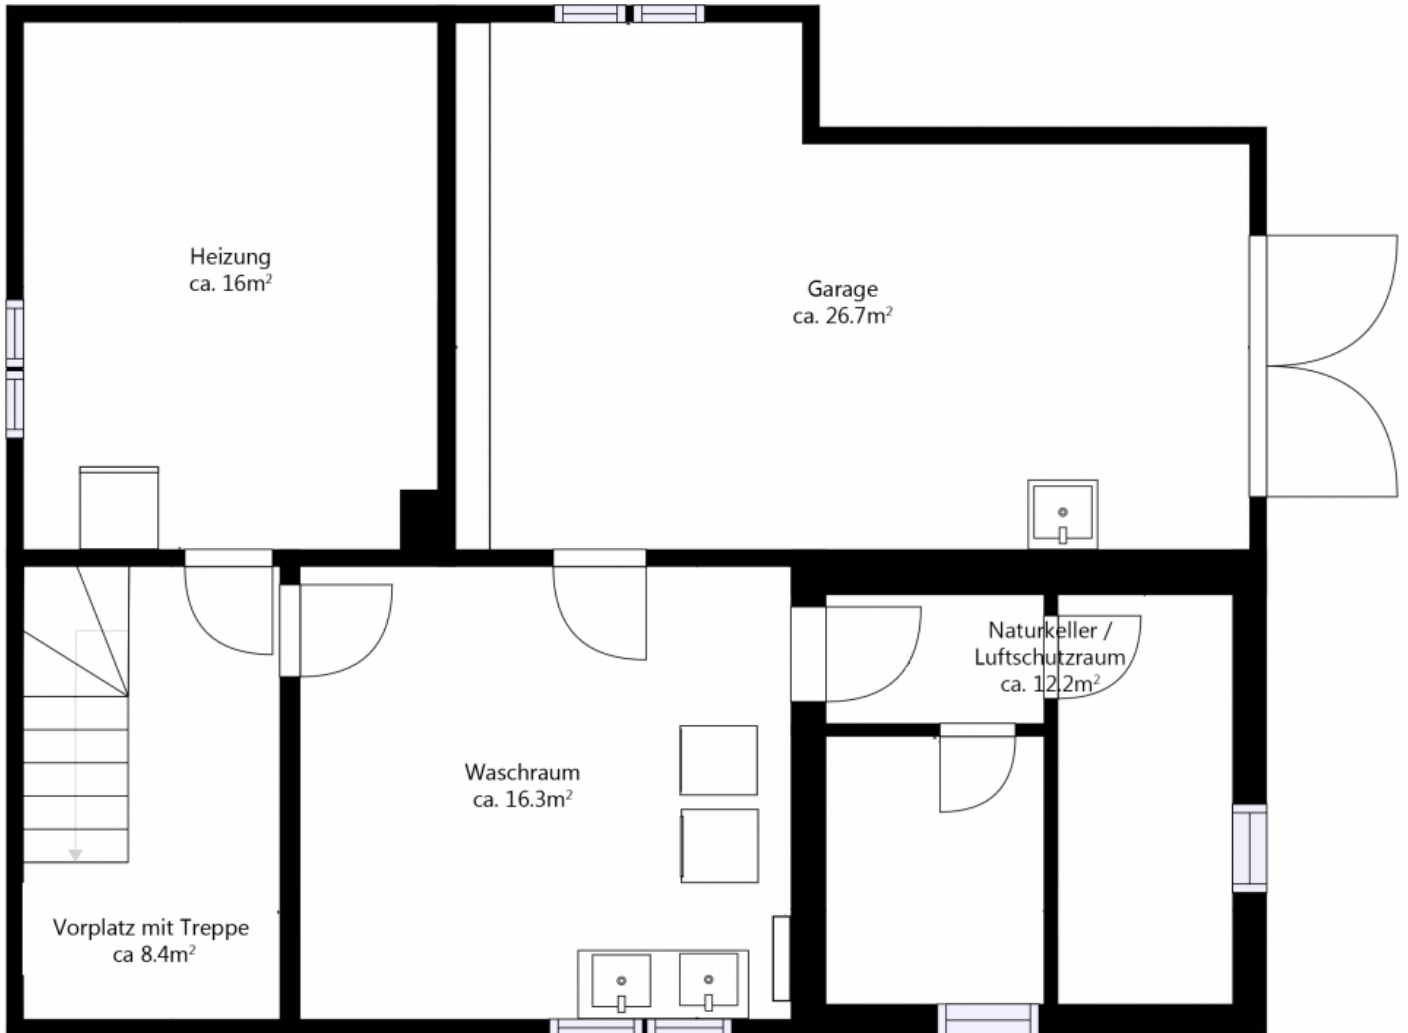 Heizung
ca. 16m²
Garage
ca. 26.7m²
Naturkeller /
Luftschutzraum
ca. 12.2m²
Waschraum
ca. 16.3m²
Vorplatz mit Treppe
ca 8.4m²